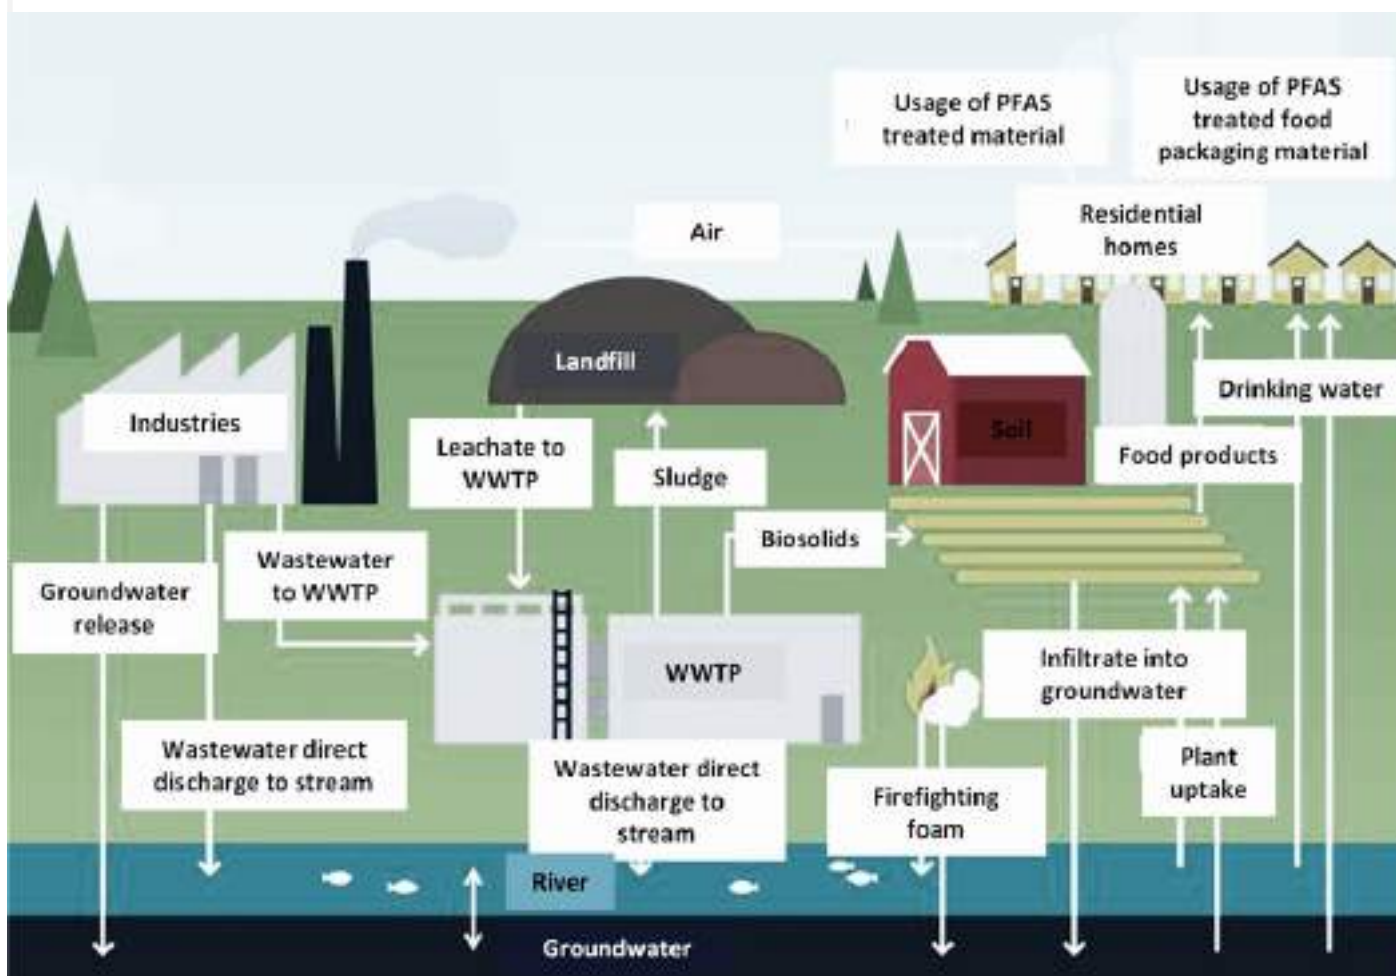 Usage of PFAS
treated material
Usage of PFAS
treated food
packaging material
Residential
homes
Air
Landfill
Industries
Leachate to
WWTP
Sludge
Soil
Drinking water
Food products
Biosolids
Wastewater
to WWTP
Groundwater
release
WWTP
Infiltrate into
groundwater
Wastewater direct
discharge to stream
Wastewater direct
discharge to
stream
Firefighting
foam
Plant
uptake
River
Groundwater